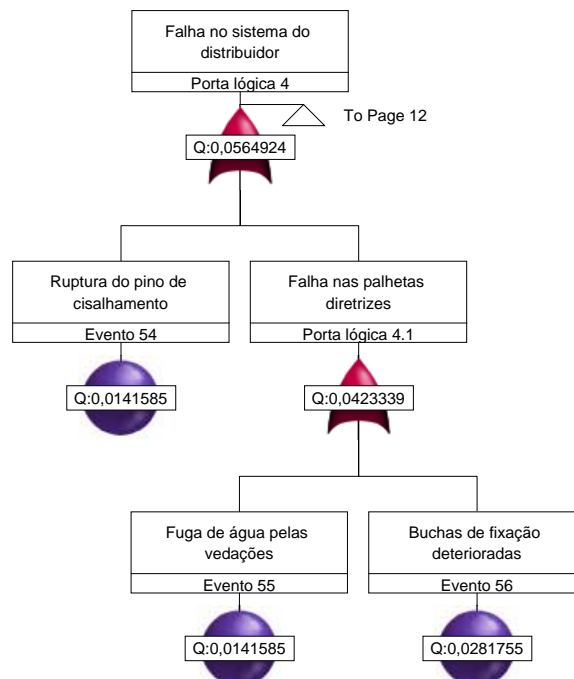 Falha no sistema do
distribuidor
Porta lógica 4
To Page 12
Q:0,0564924
Ruptura do pino de
cisalhamento
Evento 54
Q:0,0141585
Falha nas palhetas
diretrizes
Porta lógica 4.1
Q:0,0423339
Fuga de água pelas
vedações
Evento 55
Q:0,0141585
Buchas de fixação
deterioradas
Evento 56
Q:0,0281755